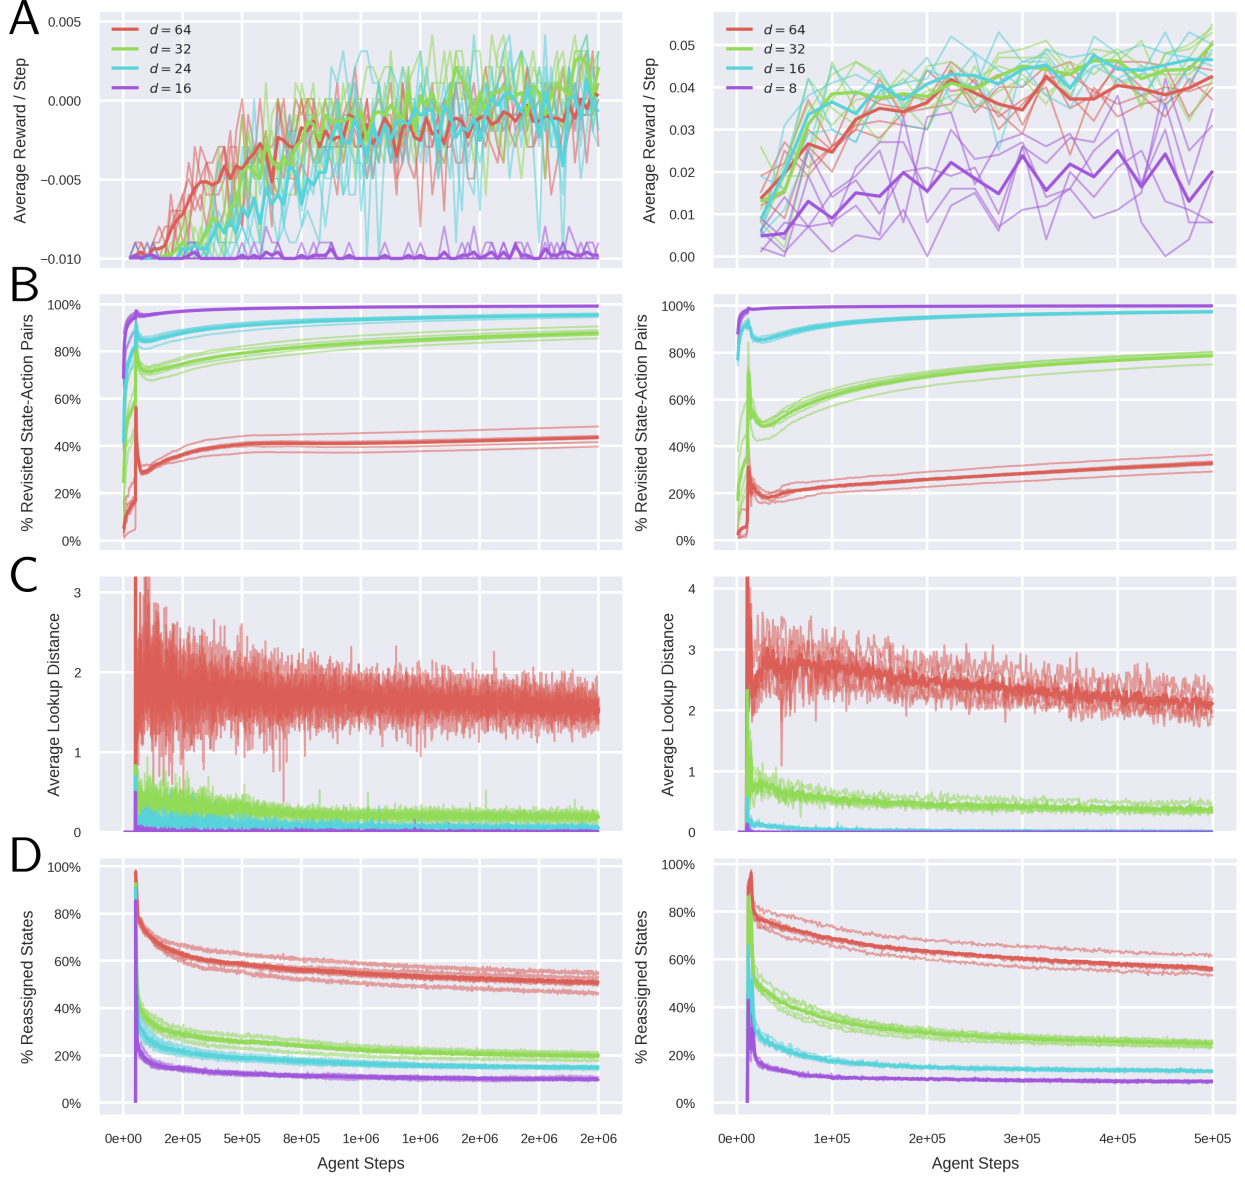 A
0.005
0.000
−0.005
−0.010
Average Reward / Step
d = 64
d = 32
d = 24
d = 16
0.05
0.04
0.03
0.02
0.01
0.00
Average Reward / Step
d = 64
d = 32
d = 16
d = 8
B
100%
80%
60%
40%
20%
0%
% Revisited State-Action Pairs
100%
80%
60%
40%
20%
0%
% Revisited State-Action Pairs
C
3
2
1
0
Average Lookup Distance
4
3
2
1
0
Average Lookup Distance
D
100%
80%
60%
40%
20%
0%
% Reassigned States
100%
80%
60%
40%
20%
0%
% Reassigned States
0e+00 2e+05 5e+05 8e+05 1e+06 1e+06 2e+06 2e+06 2e+06
Agent Steps
0e+00 1e+05 2e+05 3e+05 4e+05 5e+05
Agent Steps